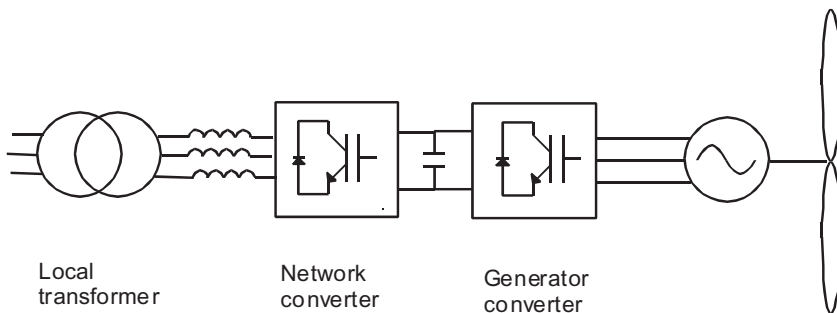 Local
transformer
Network
converter
Generator
converter